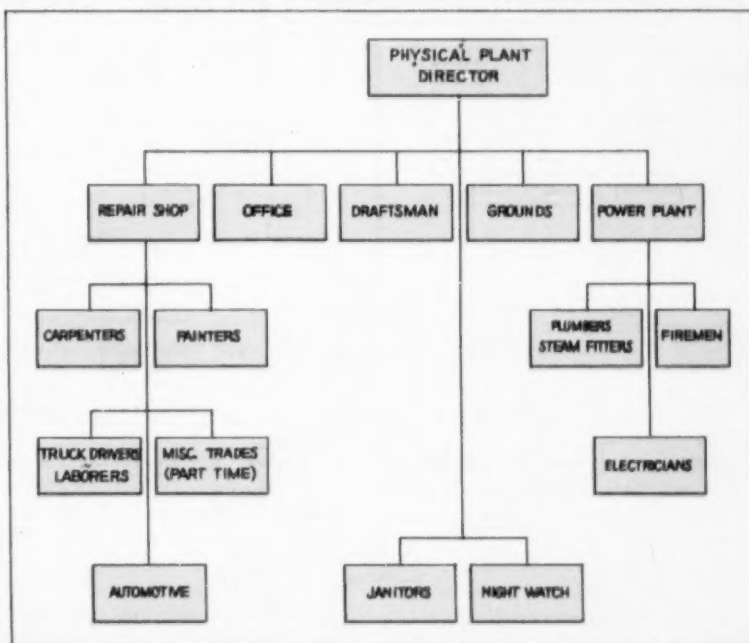 PHYSICAL PLANT
DIRECTOR
REPAIR SHOP
OFFICE
DRAFTSMAN
GROUNDS
POWER PLANT
CARPENTERS
PAINTERS
PLUMBERS
STEAM FITTERS
FIREMEN
TRUCK DRIVERS
LABORERS
MISC. TRADES
(PART TIME)
ELECTRICIANS
AUTOMOTIVE
JANITORS
NIGHT WATCH